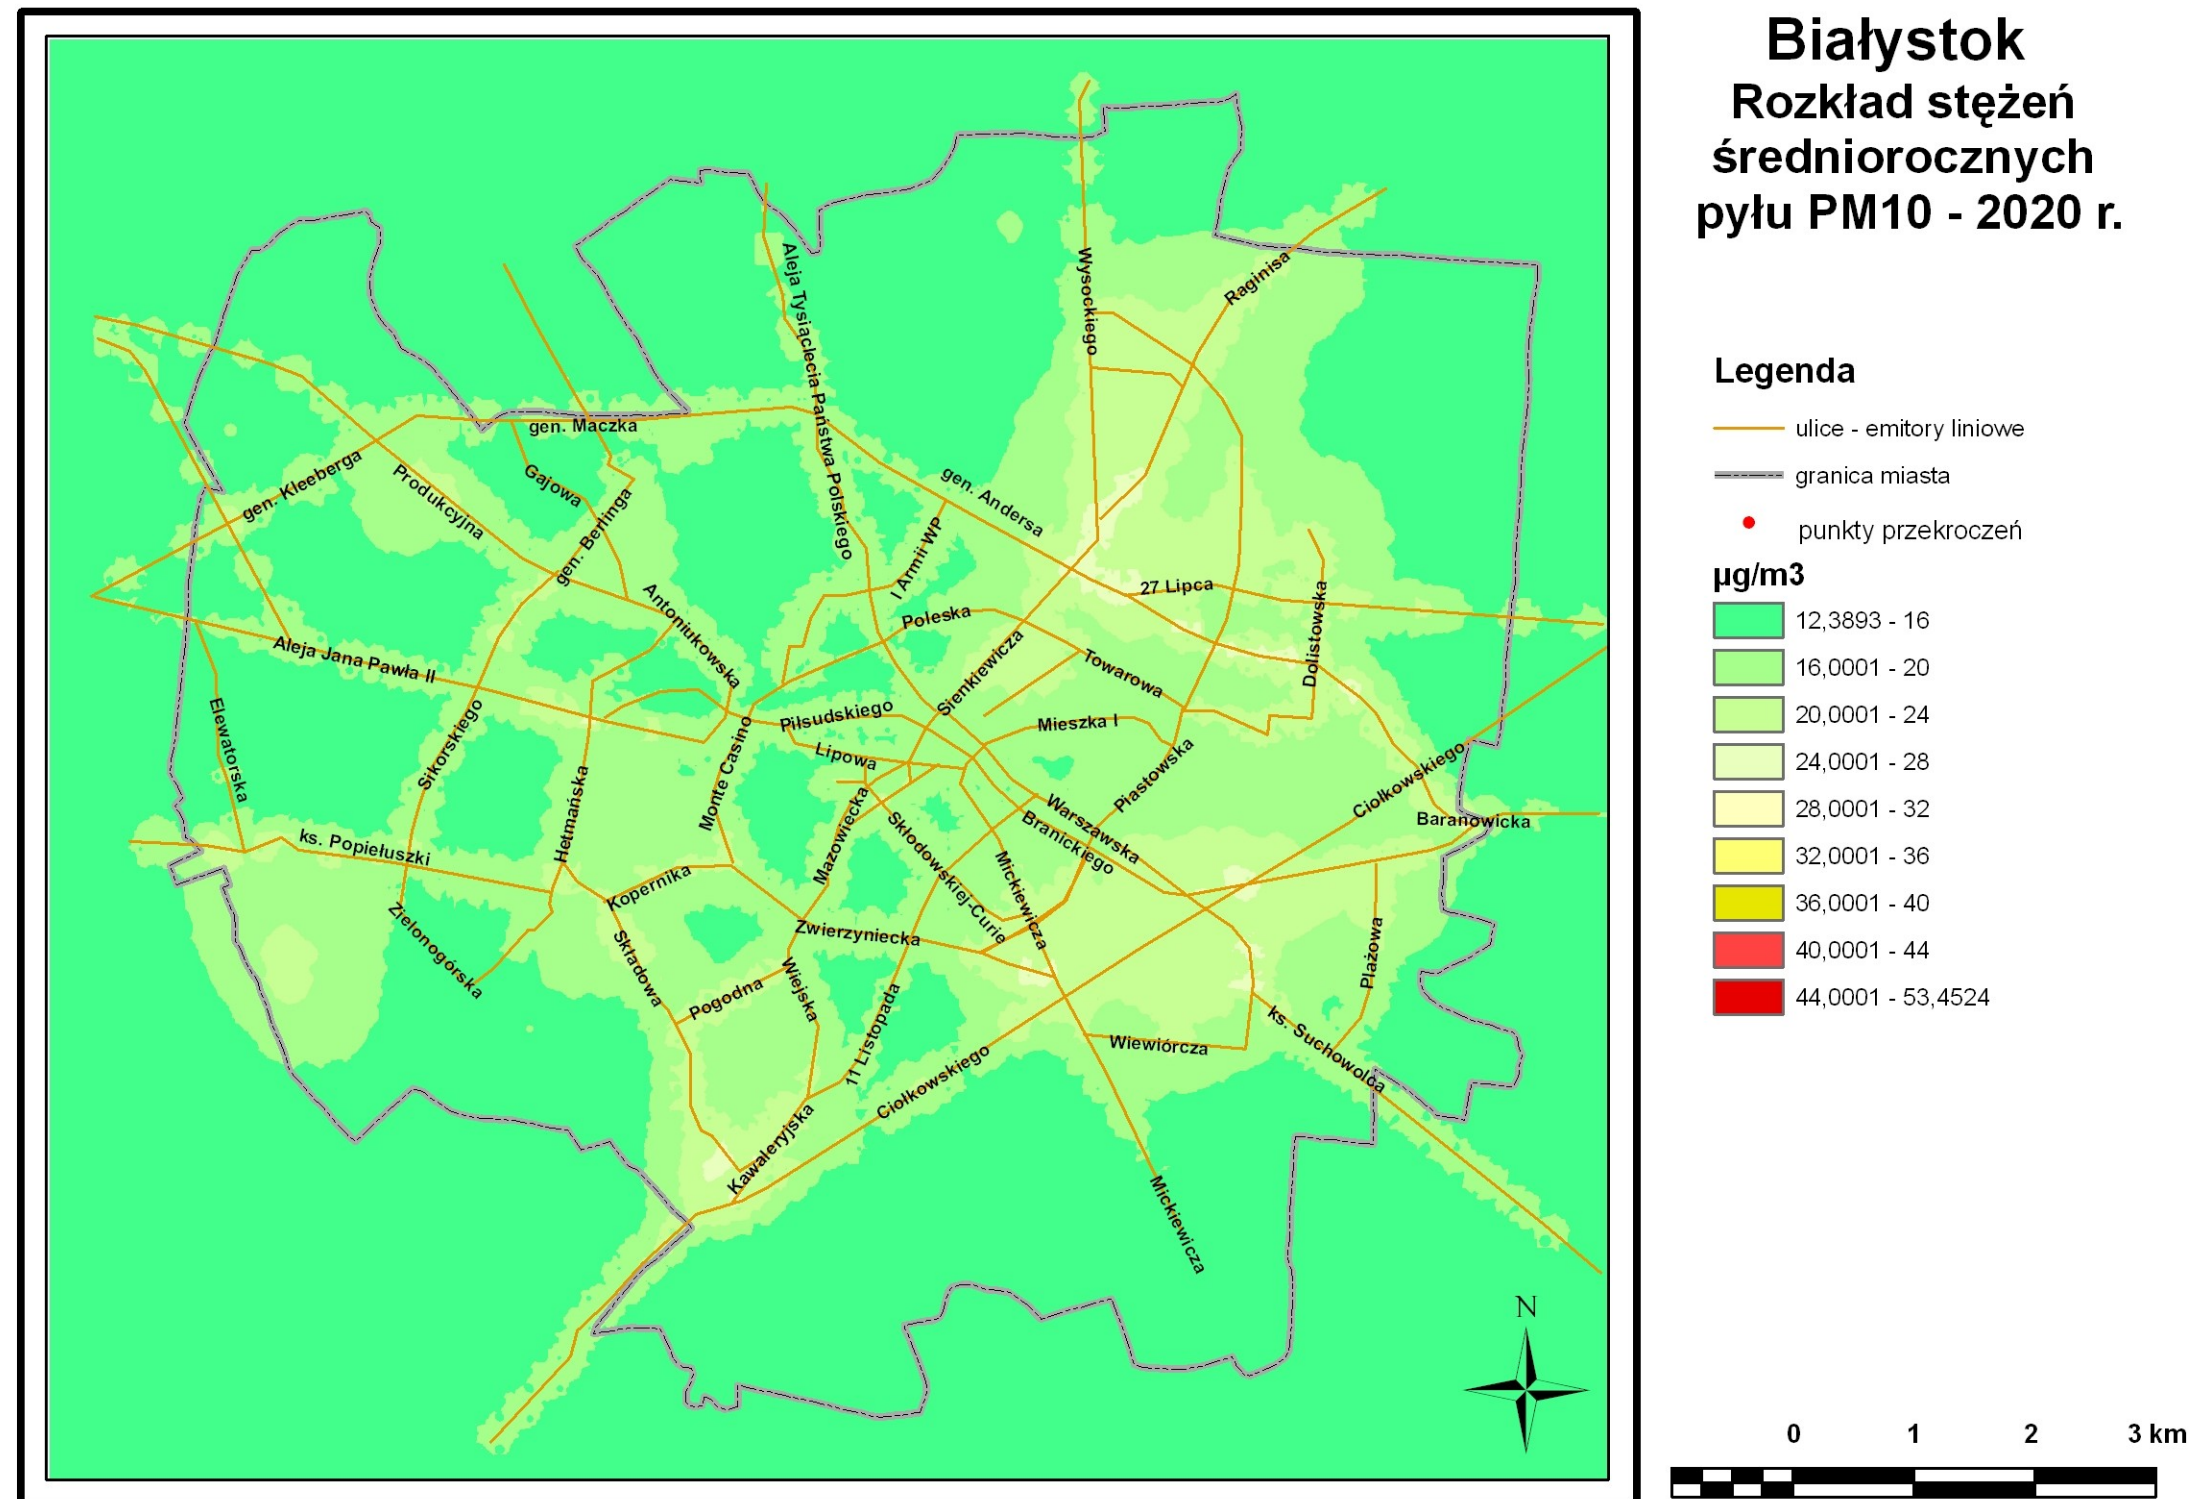 Białystok
Rozkład stężeń
średniorocznych
pyłu PM10 - 2020 r.
Legenda
ulice - emitory liniowe
granica miasta
punkty przekroczeń
µg/m3
12,3893 - 16
16,0001 - 20
20,0001 - 24
24,0001 - 28
28,0001 - 32
32,0001 - 36
36,0001 - 40
40,0001 - 44
44,0001 - 53,4524
0 1 2 3 km
N
Wysockiego
Raginisa
Aleja Tysiąclecia Państwa Polskiego
gen. Maczka
gen. Kleeberga
Produkcyjna
Gajowa
gen. Berlinga
gen. Andersa
I Armii WP
27 Lipca
Antoniukowska
Poleska
Dolistowska
Aleja Jana Pawła II
Sienkiewicza
Towarowa
Elewatorska
Sikorskiego
Piłsudskiego
Mieszka I
Lipowa
Monte Casino
Hetmańska
Piastowska
Ciołkowskiego
Baranowicka
Mazowiecka
Warszawska
Branickiego
ks. Popiełuszki
Skłodowskiej-Curie
Mickiewicza
Kopernika
Zielonogórska
Zwierzyniecka
Składowa
Plażowa
Pogodna
Wiejska
11 Listopada
Ciołkowskiego
Wiewiórcza
ks. Suchowolca
Kawaleryjska
Mickiewicza